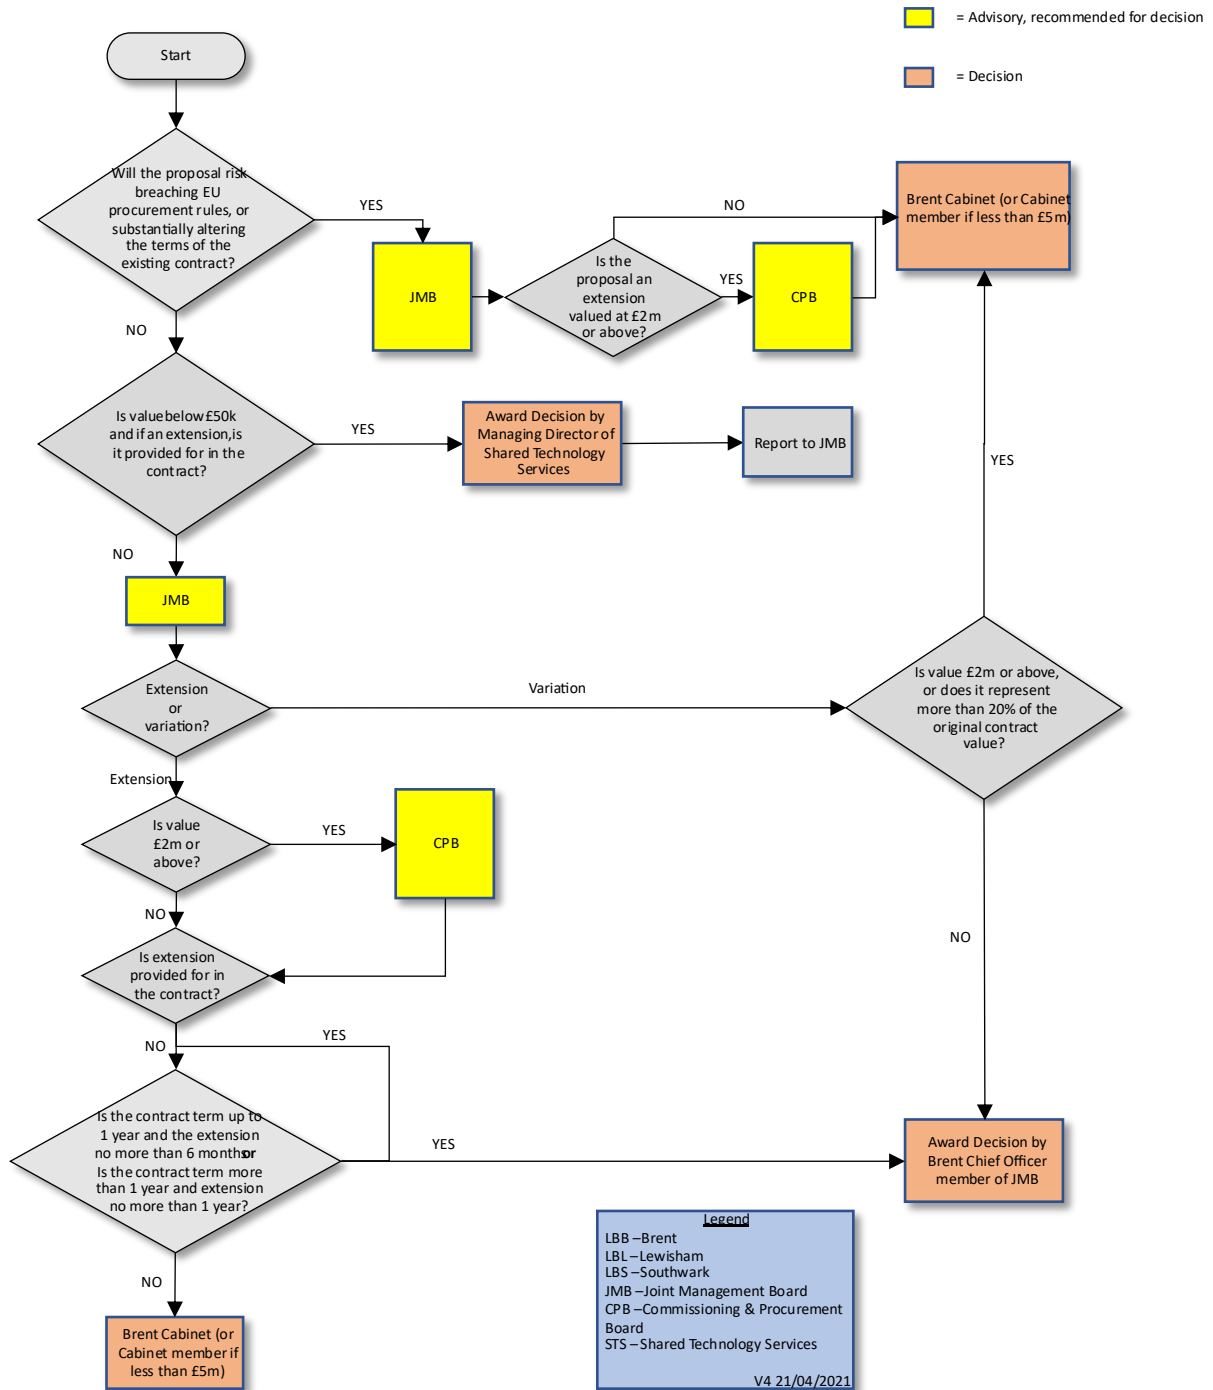 = Advisory, recommended for decision
= Decision
Start
Will the proposal risk
breaching EU
procurement rules, or
substantially altering
the terms of the
existing contract?
YES
JMB
Is the
proposal an
extension
valued at £2m
or above?
NO
YES
CPB
Brent Cabinet (or Cabinet
member if less than £5m)
NO
Is value below £50k
and if an extension, is
it provided for in the
contract?
YES
Award Decision by
Managing Director of
Shared Technology
Services
Report to JMB
YES
NO
JMB
Extension
or
variation?
Variation
Is value £2m or above,
or does it represent
more than 20% of the
original contract
value?
Extension
Is value
£2m or
above?
YES
CPB
NO
Is extension
provided for in
the contract?
NO
YES
NO
Is the contract term up to
1 year and the extension
no more than 6 months or
Is the contract term more
than 1 year and extension
no more than 1 year?
YES
Award Decision by
Brent Chief Officer
member of JMB
NO
Brent Cabinet (or
Cabinet member if
less than £5m)
Legend
LBB – Brent
LBL – Lewisham
LBS – Southwark
JMB – Joint Management Board
CPB – Commissioning & Procurement
Board
STS – Shared Technology Services
V4 21/04/2021